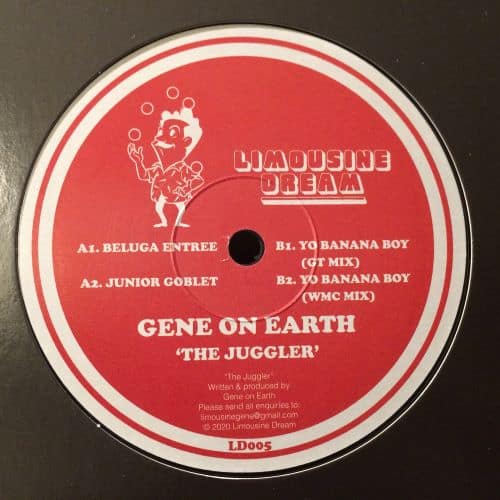 LIMOUSINE
DREAM
A1. BELUGA ENTREE
A2. JUNIOR GOBLET
B1. YO BANANA BOY
(GT MIX)
B2. YO BANANA BOY
(WMC MIX)
GENE ON EARTH
'THE JUGGLER'
"The Juggler"
Written & produced by
Gene on Earth
Please send all enquiries to:
limousinegene@gmail.com
© 2020 Limousine Dream
LD005